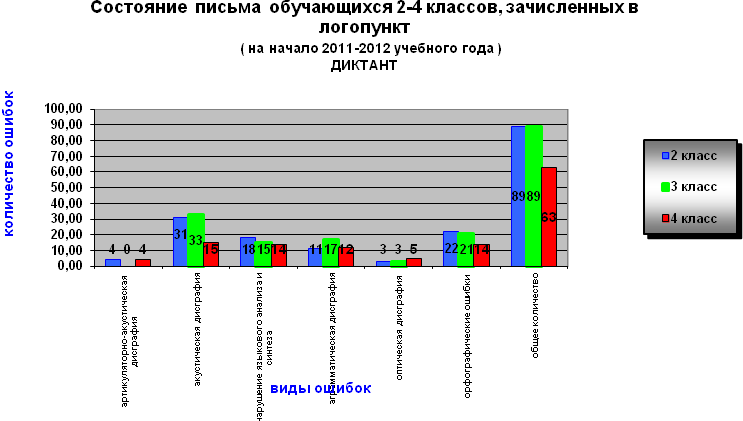 Состояние письма обучающихся 2-4 классов, зачисленных в
логопункт
( на начало 2011-2012 учебного года )
ДИКТАНТ
количество ошибок
100,00
90,00
80,00
70,00
60,00
50,00
40,00
30,00
20,00
10,00
0,00
4 0 4
31 33 15
18 15 14
11 17 12
3 3 5
22 21 14
89 89 63
артикуляторно-акустическая
дисграфия
акустическая дисграфия
нарушение языкового анализа и
синтеза
аграмматическая дисграфия
оптическая дисграфия
орфографические ошибки
общее количество
виды ошибок
2 класс
3 класс
4 класс